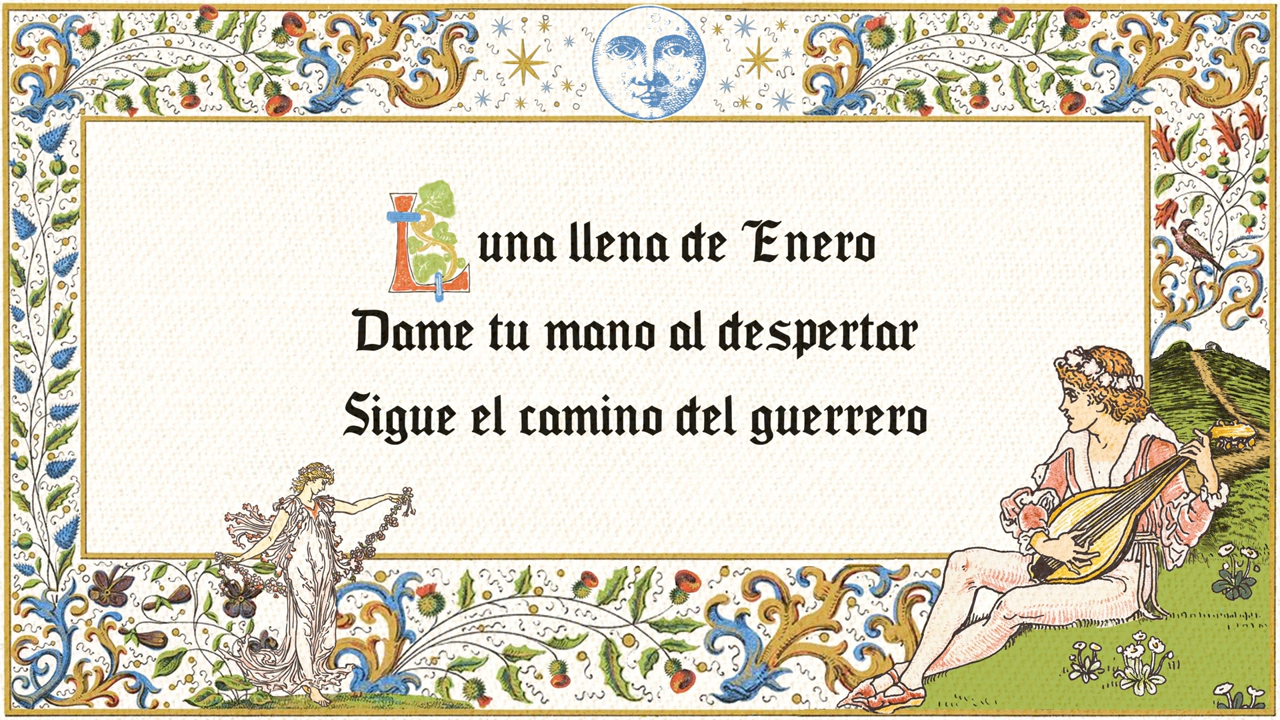 Luna llena de Enero
Dame tu mano al despertar
Sigue el camino del guerrero